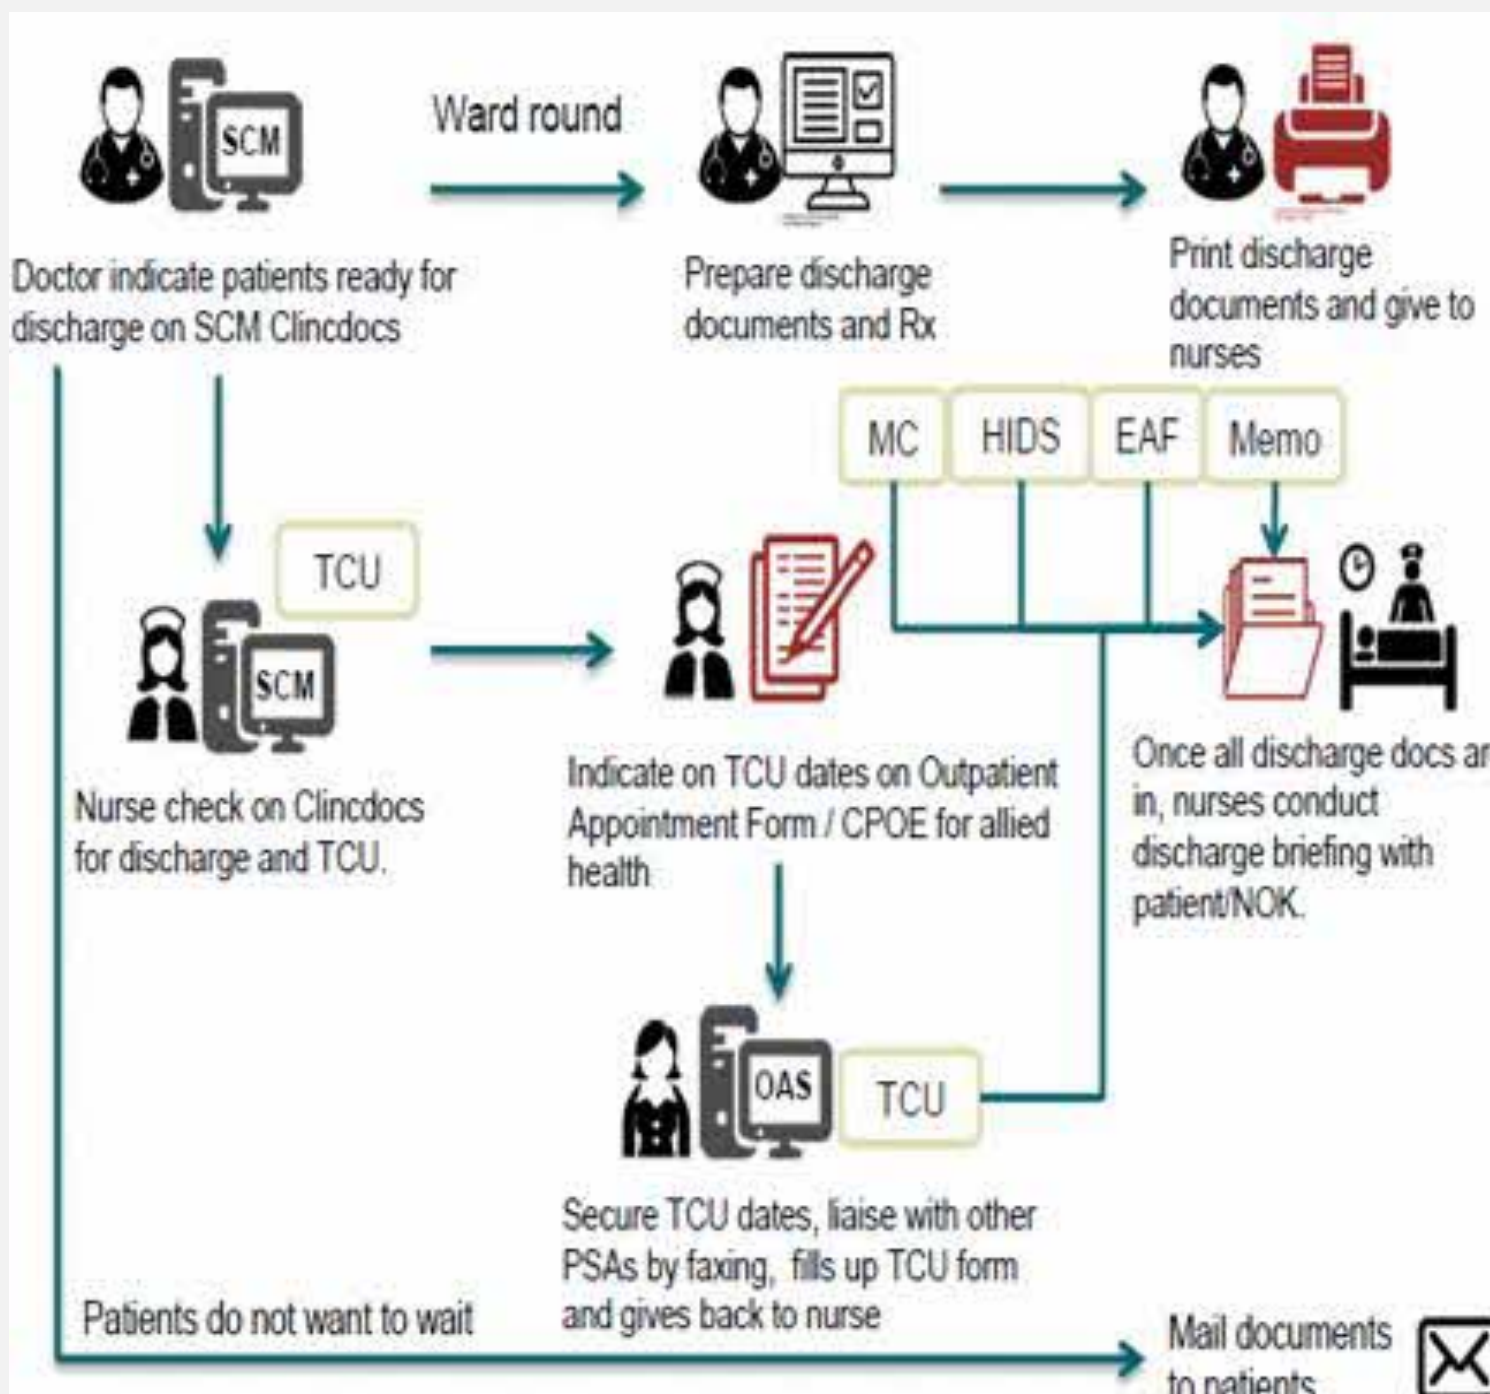 SCM
Ward round
Doctor indicate patients ready for
discharge on SCM Clincdocs
Prepare discharge
documents and Rx
Print discharge
documents and give to
nurses
MC
HIDS
EAF
Memo
TCU
SCM
Nurse check on Clincdocs
for discharge and TCU.
Indicate on TCU dates on Outpatient
Appointment Form / CPOE for allied
health
Once all discharge docs ar
in, nurses conduct
discharge briefing with
patient/NOK.
OAS
TCU
Secure TCU dates, liaise with other
PSAs by faxing, fills up TCU form
and gives back to nurse
Patients do not want to wait
Mail documents
to patients